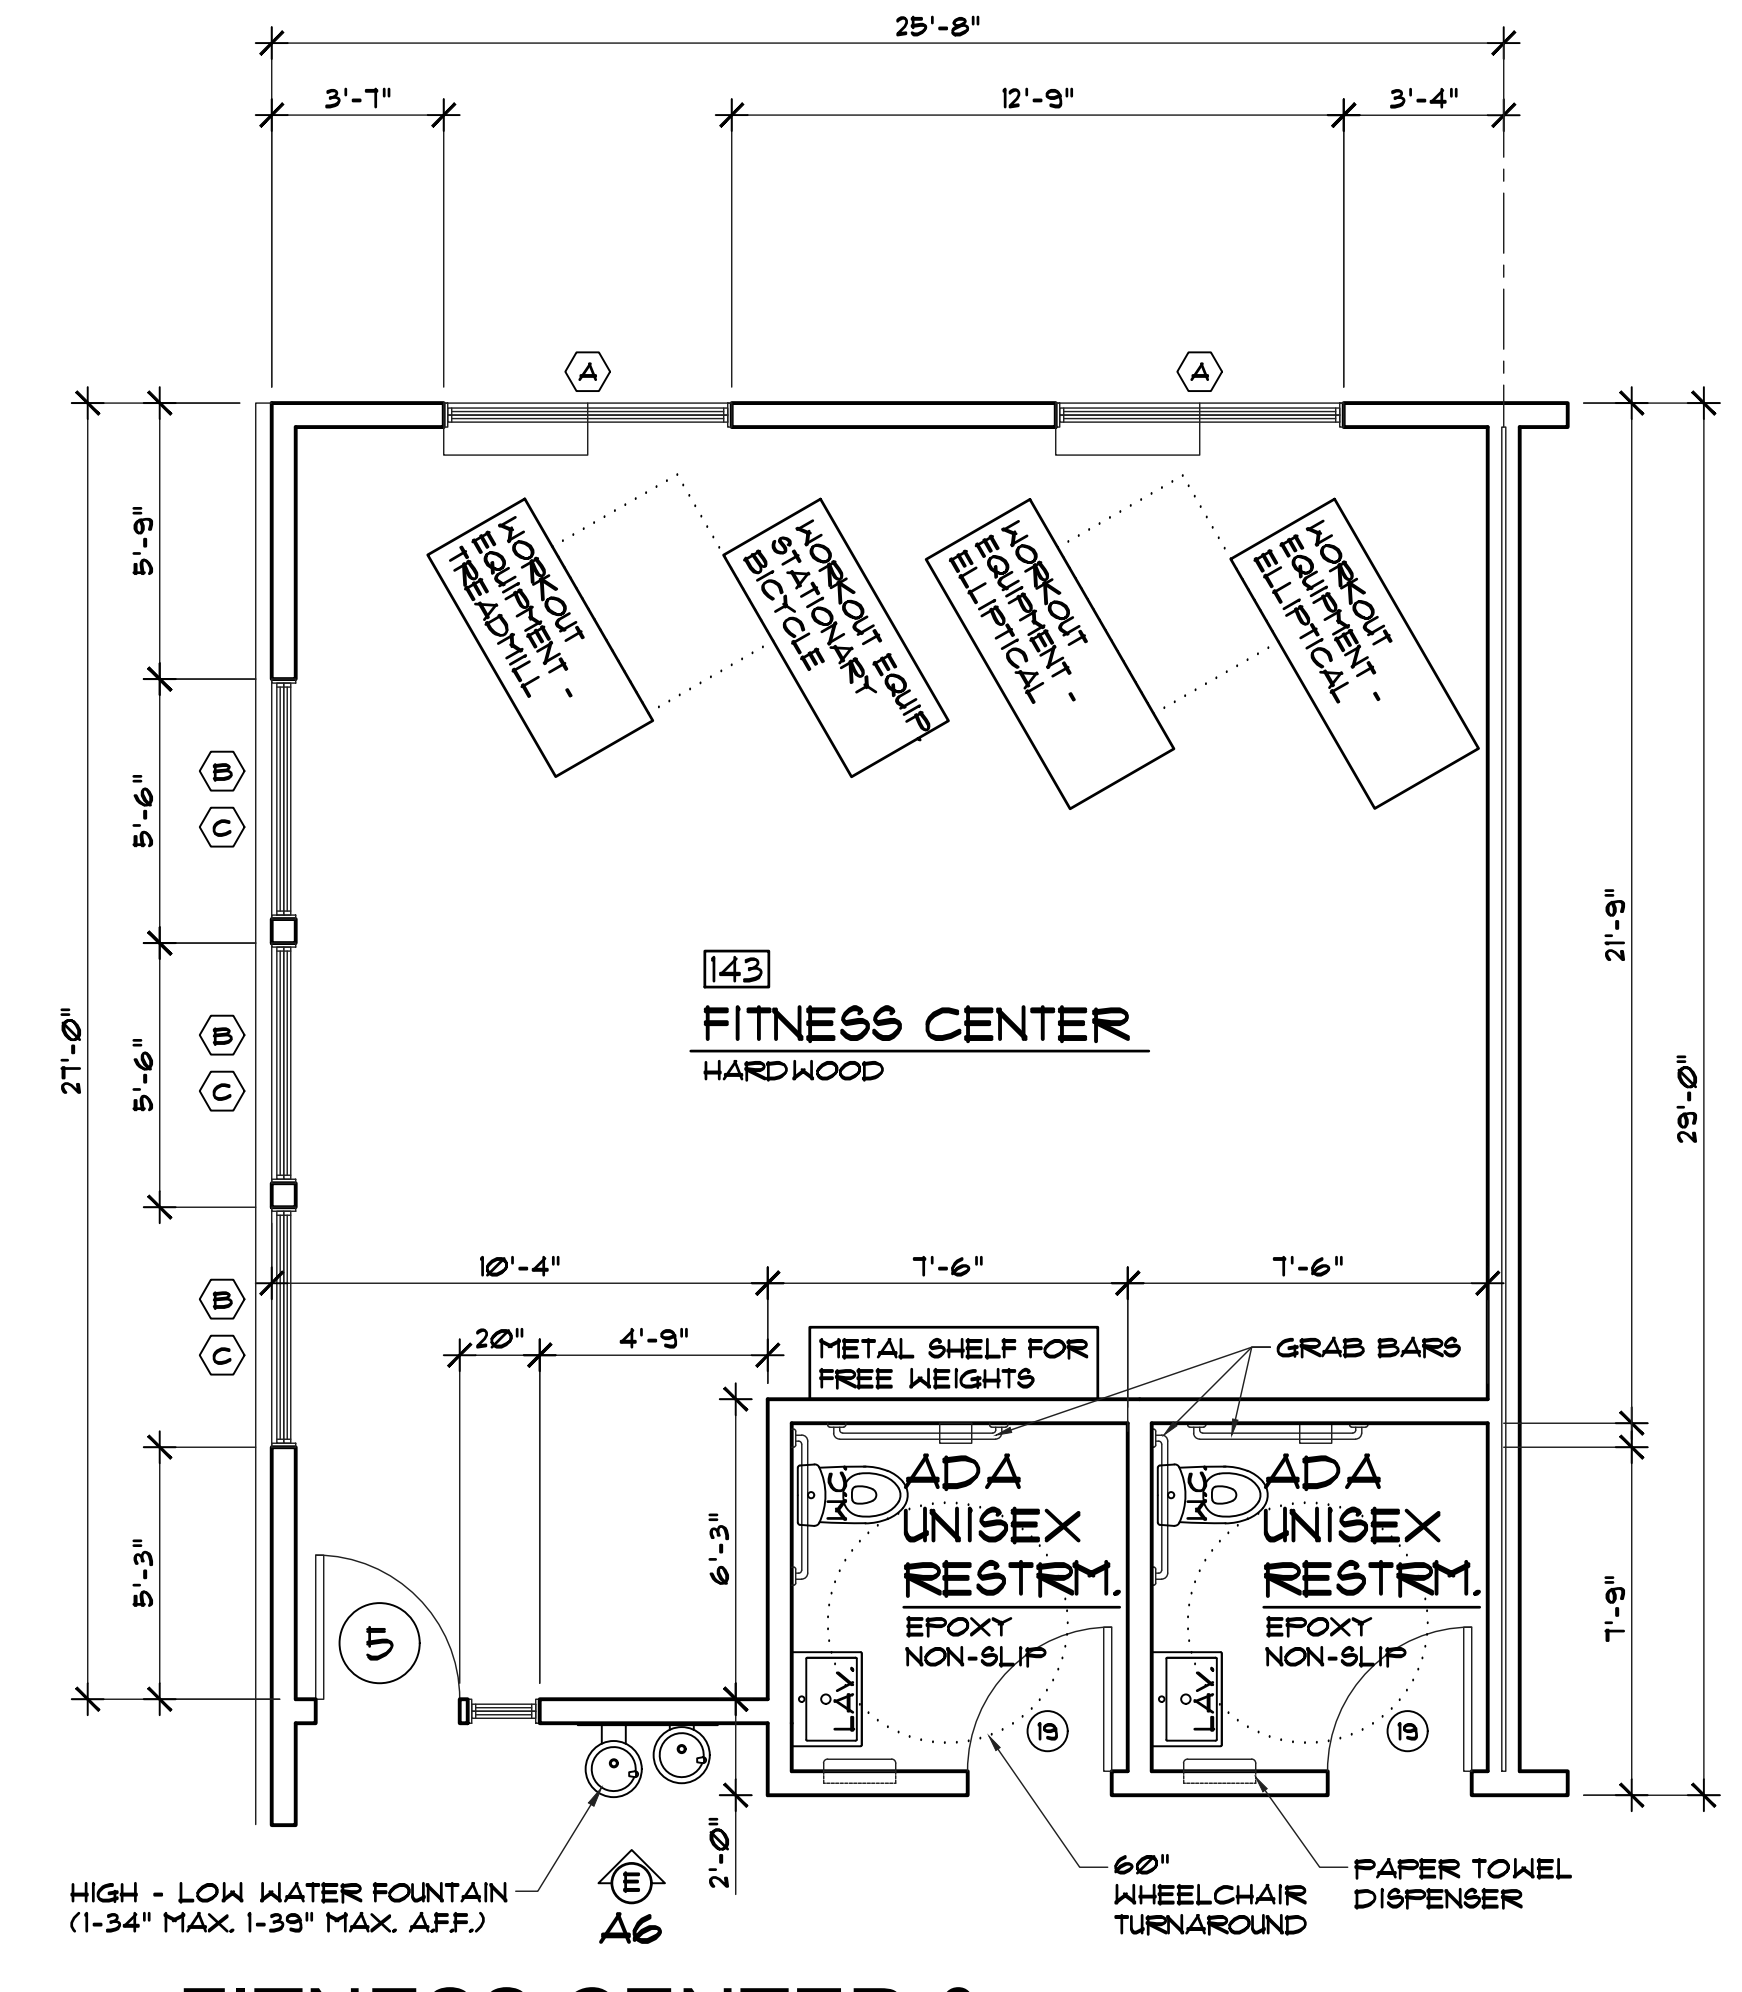 25'-8"
3'-7"
12'-9"
3'-4"
A
A
5'-9"
WORKOUT
EQUIPMENT -
TREADMILL
WORKOUT EQUIP.
STATIONARY
BICYCLE
WORKOUT
EQUIPMENT -
ELLIPTICAL
WORKOUT
EQUIPMENT -
ELLIPTICAL
B
C
5'-6"
21'-9"
143
FITNESS CENTER
HARDWOOD
27'-0"
B
C
5'-6"
29'-0"
10'-4"
7'-6"
7'-6"
B
C
20"
4'-9"
METAL SHELF FOR
FREE WEIGHTS
GRAB BARS
W.C.
ADA
UNISEX
RESTRM.
EPOXY
NON-SLIP
W.C.
ADA
UNISEX
RESTRM.
EPOXY
NON-SLIP
5'-3"
6'-3"
7'-9"
5
LAV.
19
LAV.
19
2'-0"
HIGH - LOW WATER FOUNTAIN
(1-34" MAX. 1-39" MAX. A.F.F.)
E
A6
60"
WHEELCHAIR
TURNAROUND
PAPER TOWEL
DISPENSER
FITNESS CENTER &